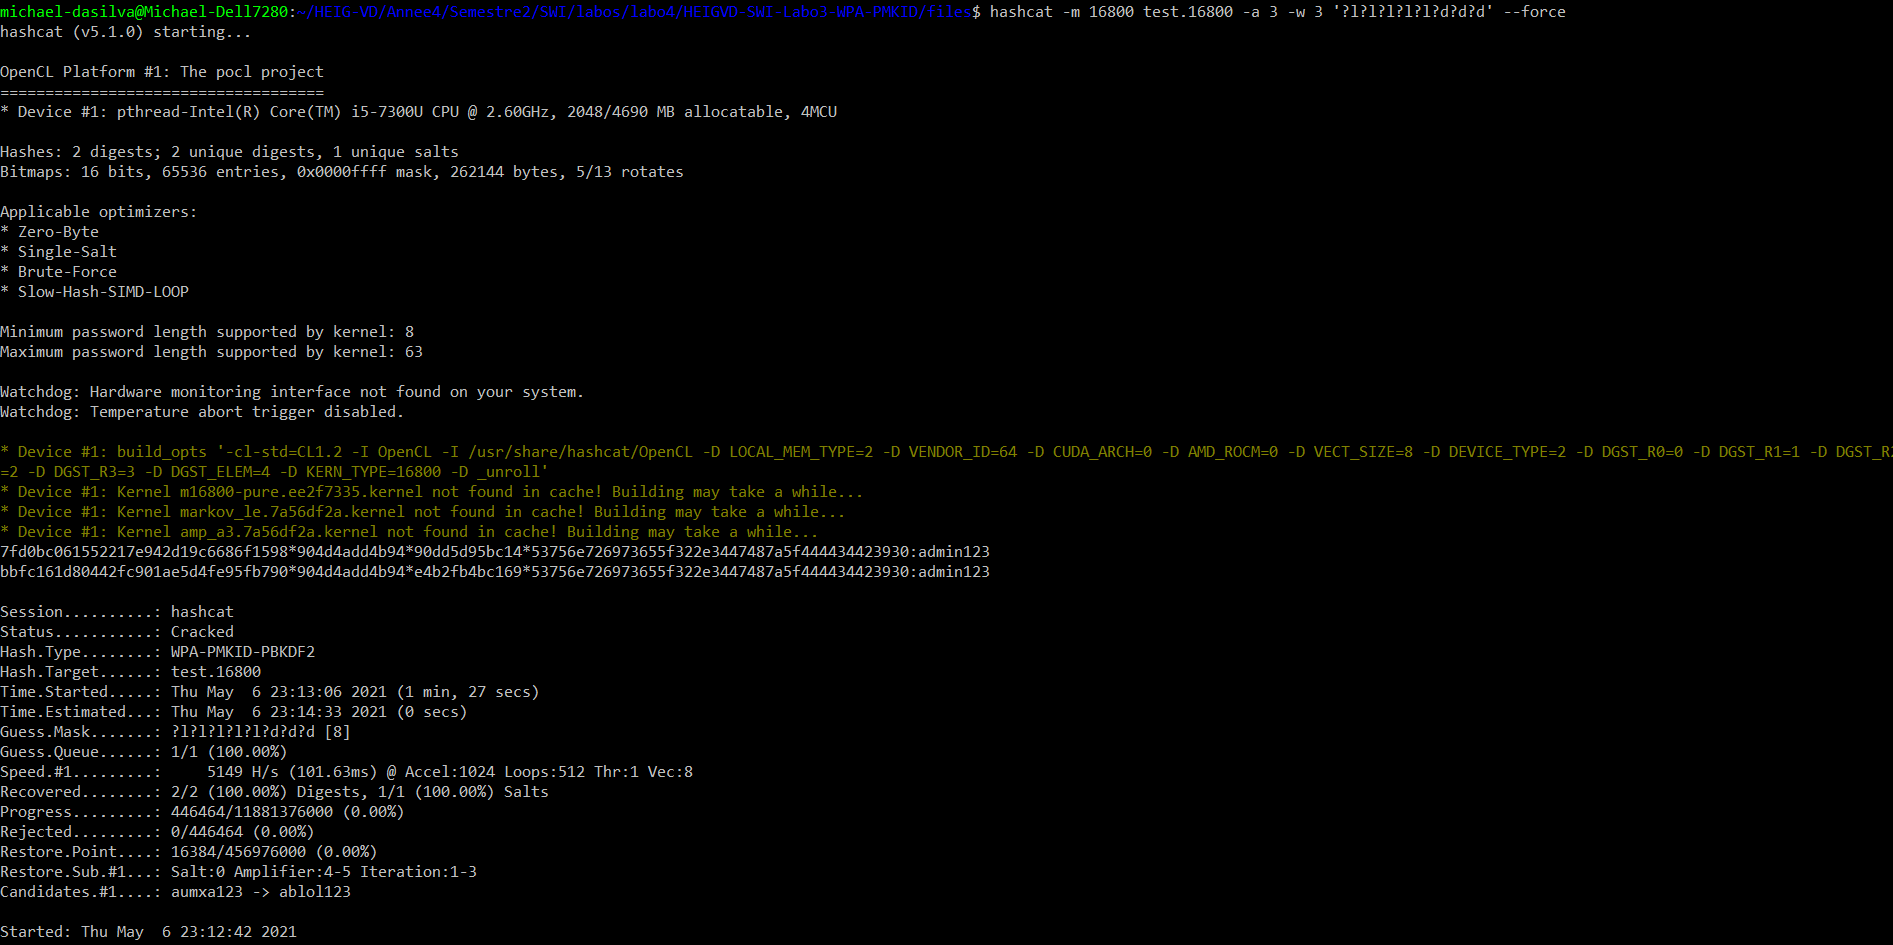 michael-dasilva@Michael-Dell7280:~/HEIG-VD/Annee4/Semestre2/SWI/labos/labo4/HEIGVD-SWI-Labo3-WPA-PMKID/files$ hashcat -m 16800 test.16800 -a 3 -w 3 '?l?l?l?l?l?d?d?d' --force
hashcat (v5.1.0) starting...
OpenCL Platform #1: The pocl project
====================================
* Device #1: pthread-Intel(R) Core(TM) i5-7300U CPU @ 2.60GHz, 2048/4690 MB allocatable, 4MCU
Hashes: 2 digests; 2 unique digests, 1 unique salts
Bitmaps: 16 bits, 65536 entries, 0x0000ffff mask, 262144 bytes, 5/13 rotates
Applicable optimizers:
* Zero-Byte
* Single-Salt
* Brute-Force
* Slow-Hash-SIMD-LOOP
Minimum password length supported by kernel: 8
Maximum password length supported by kernel: 63
Watchdog: Hardware monitoring interface not found on your system.
Watchdog: Temperature abort trigger disabled.
* Device #1: build_opts '-cl-std=CL1.2 -I OpenCL -I /usr/share/hashcat/OpenCL -D LOCAL_MEM_TYPE=2 -D VENDOR_ID=64 -D CUDA_ARCH=0 -D AMD_ROCM=0 -D VECT_SIZE=8 -D DEVICE_TYPE=2 -D DGST_R0=0 -D DGST_R1=1 -D DGST_R2
=2 -D DGST_R3=3 -D DGST_ELEM=4 -D KERN_TYPE=16800 -D _unroll'
* Device #1: Kernel m16800-pure.ee2f7335.kernel not found in cache! Building may take a while...
* Device #1: Kernel markov_le.7a56df2a.kernel not found in cache! Building may take a while...
* Device #1: Kernel amp_a3.7a56df2a.kernel not found in cache! Building may take a while...
7fd0bc061552217e942d19c6686f1598*904d4add4b94*90dd5d95bc14*53756e726973655f322e3447487a5f444434423930:admin123
bbfc161d80442fc901ae5d4fe95fb790*904d4add4b94*e4b2fb4bc169*53756e726973655f322e3447487a5f444434423930:admin123
Session..........: hashcat
Status...........: Cracked
Hash.Type........: WPA-PMKID-PBKDF2
Hash.Target......: test.16800
Time.Started.....: Thu May  6 23:13:06 2021 (1 min, 27 secs)
Time.Estimated...: Thu May  6 23:14:33 2021 (0 secs)
Guess.Mask.......: ?l?l?l?l?l?d?d?d [8]
Guess.Queue......: 1/1 (100.00%)
Speed.#1.........:     5149 H/s (101.63ms) @ Accel:1024 Loops:512 Thr:1 Vec:8
Recovered........: 2/2 (100.00%) Digests, 1/1 (100.00%) Salts
Progress.........: 446464/11881376000 (0.00%)
Rejected.........: 0/446464 (0.00%)
Restore.Point....: 16384/456976000 (0.00%)
Restore.Sub.#1...: Salt:0 Amplifier:4-5 Iteration:1-3
Candidates.#1....: aumxa123 -> ablol123
Started: Thu May  6 23:12:42 2021